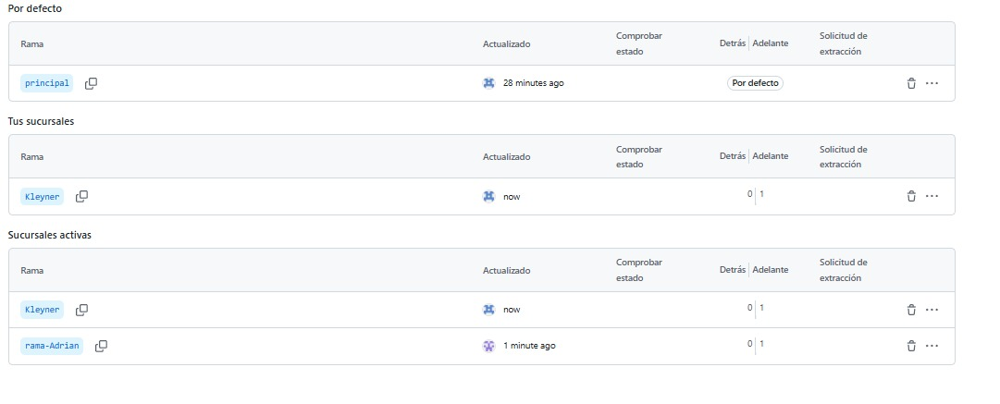 Por defecto
Rama Actualizado Comprobar estado Detrás Adelante Solicitud de extracción
principal 28 minutes ago Por defecto
Tus sucursales
Rama Actualizado Comprobar estado Detrás Adelante Solicitud de extracción
Kleyner now 0 1
Sucursales activas
Rama Actualizado Comprobar estado Detrás Adelante Solicitud de extracción
Kleyner now 0 1
rama-Adrian 1 minute ago 0 1